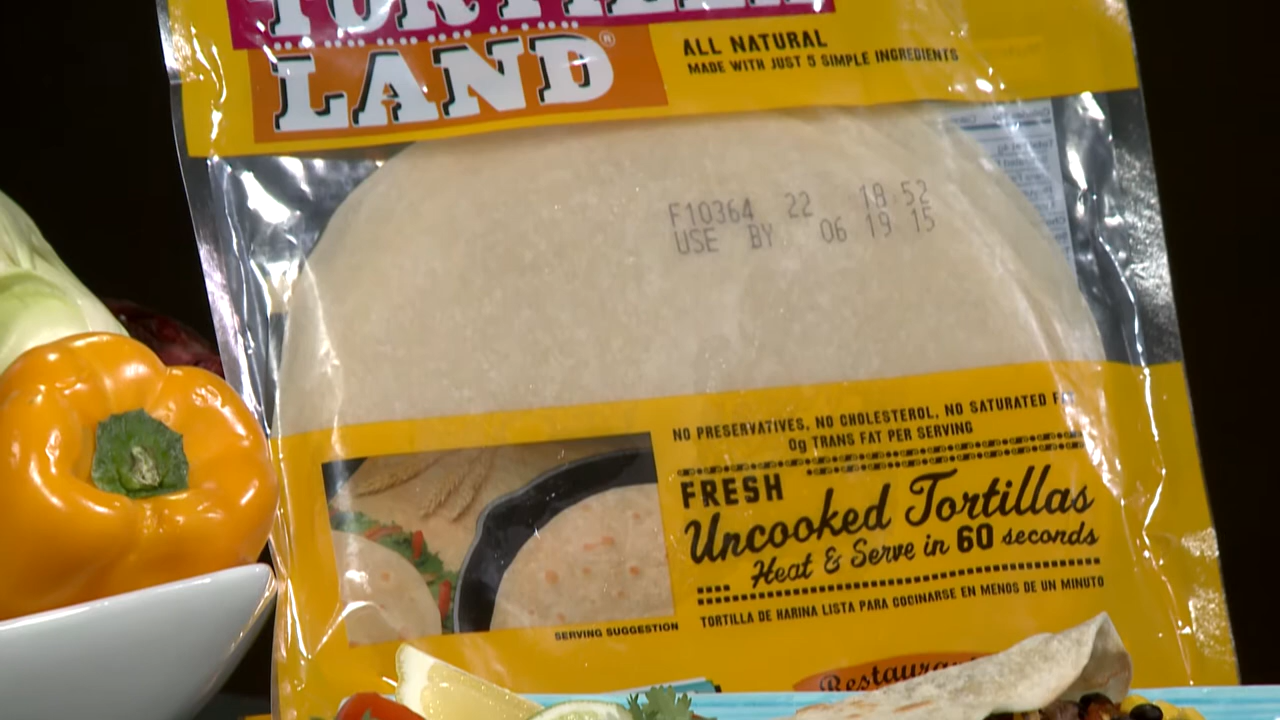 TORTILLA
LAND®
ALL NATURAL
MADE WITH JUST 5 SIMPLE INGREDIENTS
F10364 22 18 52
USE BY 06 19 15
NO PRESERVATIVES, NO CHOLESTEROL, NO SATURATED
0g TRANS FAT PER SERVING
FRESH
Uncooked Tortillas
Heat & Serve in 60 seconds
TORTILLA DE HARINA LISTA PARA COCINARSE EN MENOS DE UN MINUTO
SERVING SUGGESTION